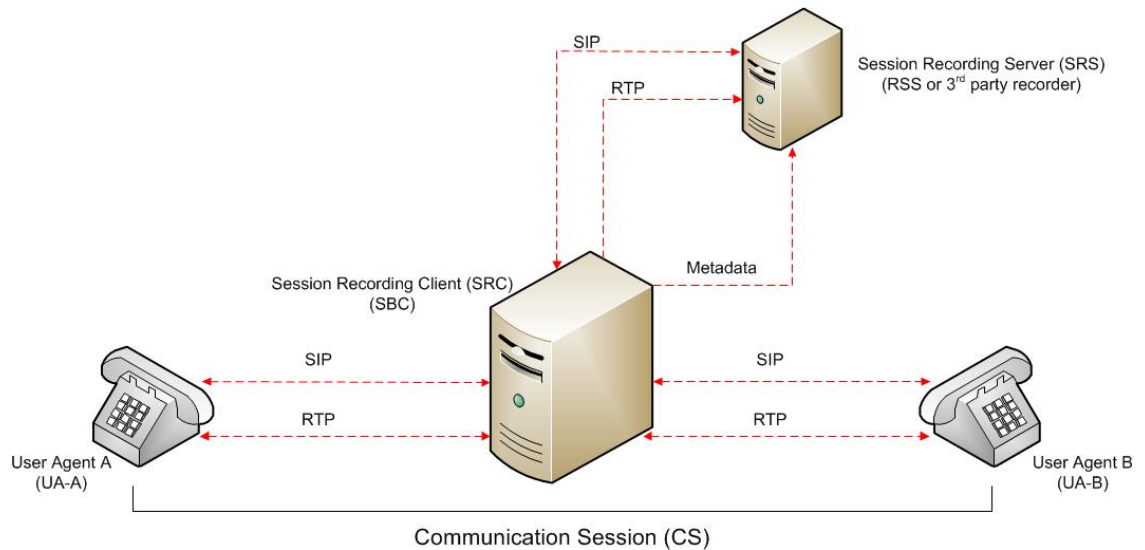 SIP
Session Recording Server (SRS)
(RSS or 3rd party recorder)
RTP
Metadata
Session Recording Client (SRC)
(SBC)
SIP
SIP
RTP
RTP
User Agent A
(UA-A)
User Agent B
(UA-B)
Communication Session (CS)